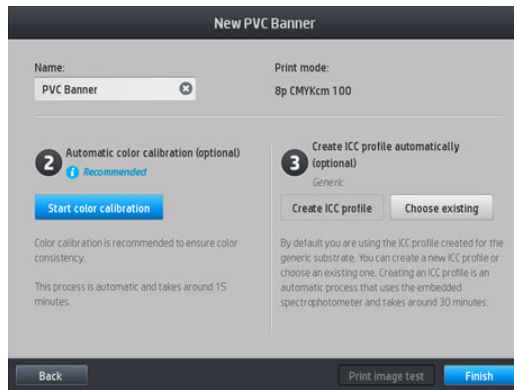 New PVC Banner
Name:
PVC Banner
Print mode:
8p CMYKcm 100
2
Automatic color calibration (optional)
i Recommended
Start color calibration
Color calibration is recommended to ensure color
consistency.
This process is automatic and takes around 15
minutes.
3
Create ICC profile automatically
(optional)
Generic
Create ICC profile
Choose existing
By default you are using the ICC profile created for the
generic substrate. You can create a new ICC profile or
choose an existing one. Creating an ICC profile is an
automatic process that uses the embedded
spectrophotometer and takes around 30 minutes.
Back
Print image test
Finish